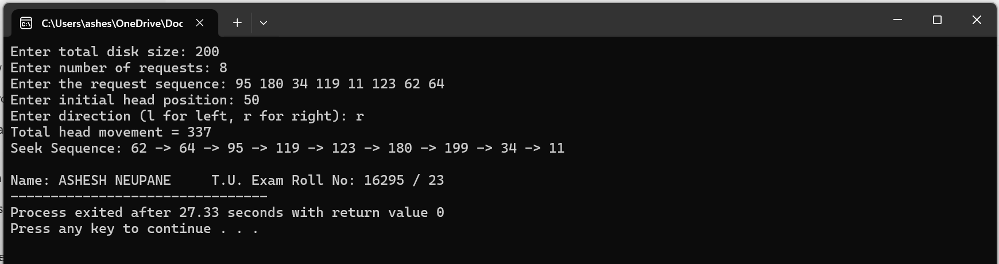 C:\Users\ashes\OneDrive\Doc
Enter total disk size: 200
Enter number of requests: 8
Enter the request sequence: 95 180 34 119 11 123 62 64
Enter initial head position: 50
Enter direction (l for left, r for right): r
Total head movement = 337
Seek Sequence: 62 -> 64 -> 95 -> 119 -> 123 -> 180 -> 199 -> 34 -> 11
Name: ASHESH NEUPANE     T.U. Exam Roll No: 16295 / 23
--------------------------------
Process exited after 27.33 seconds with return value 0
Press any key to continue . . .